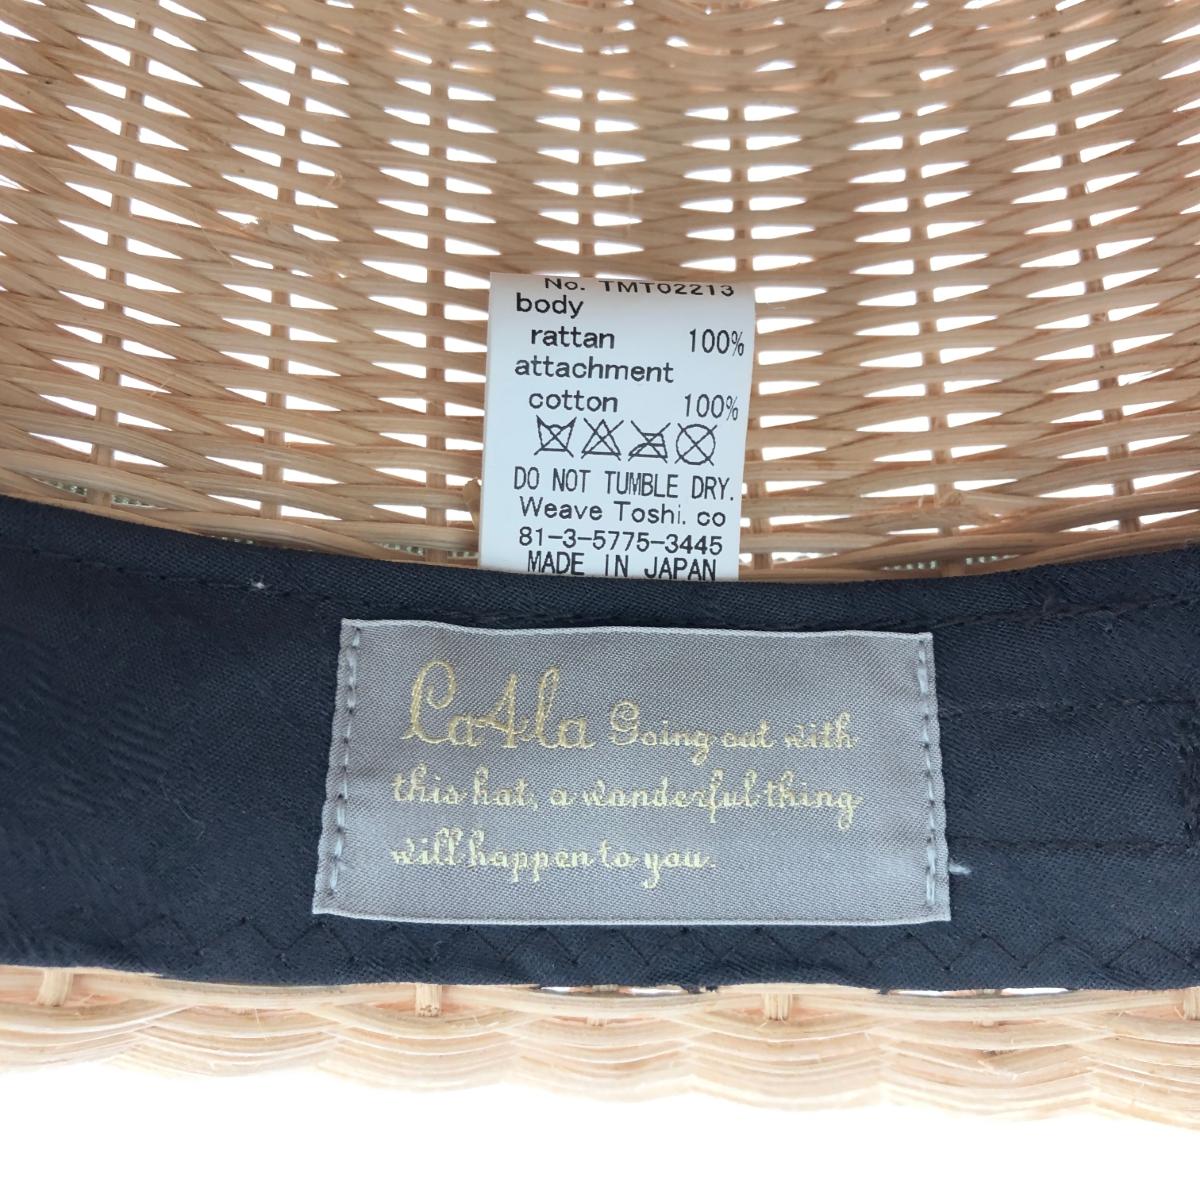 No. TMT02213
body
rattan 100%
attachment
cotton 100%
DO NOT TUMBLE DRY.
Weave Toshi. co
81-3-5775-3445
MADE IN JAPAN
Ca4la Going out with
this hat, a wonderful thing
will happen to you.